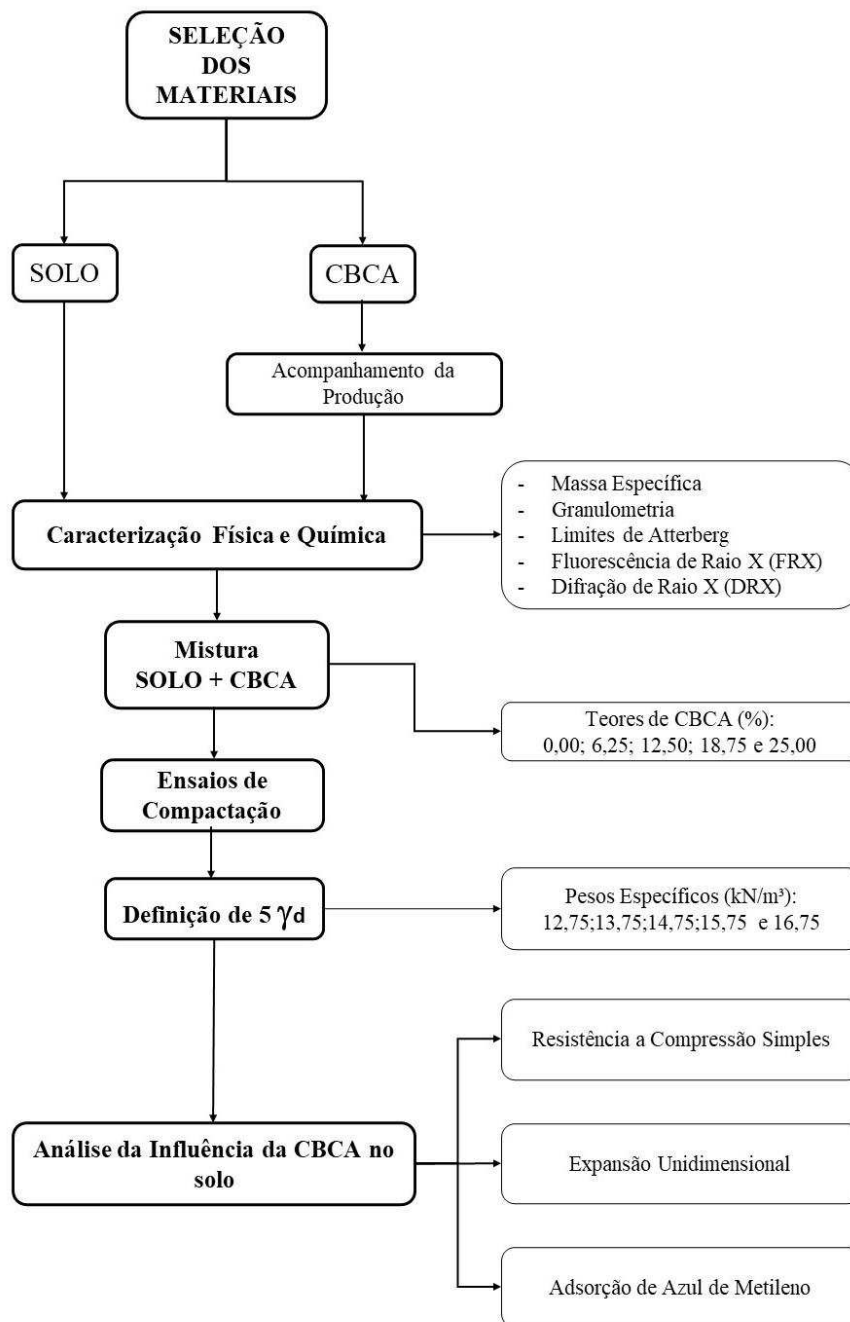 SELEÇÃO
DOS
MATERIAIS
SOLO
CBCA
Acompanhamento da
Produção
Caracterização Física e Química
- Massa Específica
- Granulometria
- Limites de Atterberg
- Fluorescência de Raio X (FRX)
- Difração de Raio X (DRX)
Mistura
SOLO + CBCA
Teores de CBCA (%):
0,00; 6,25; 12,50; 18,75 e 25,00
Ensaios de
Compactação
Definição de 5 γd
Pesos Específicos (kN/m³):
12,75;13,75;14,75;15,75 e 16,75
Resistência a Compressão Simples
Análise da Influência da CBCA no
solo
Expansão Unidimensional
Adsorção de Azul de Metileno